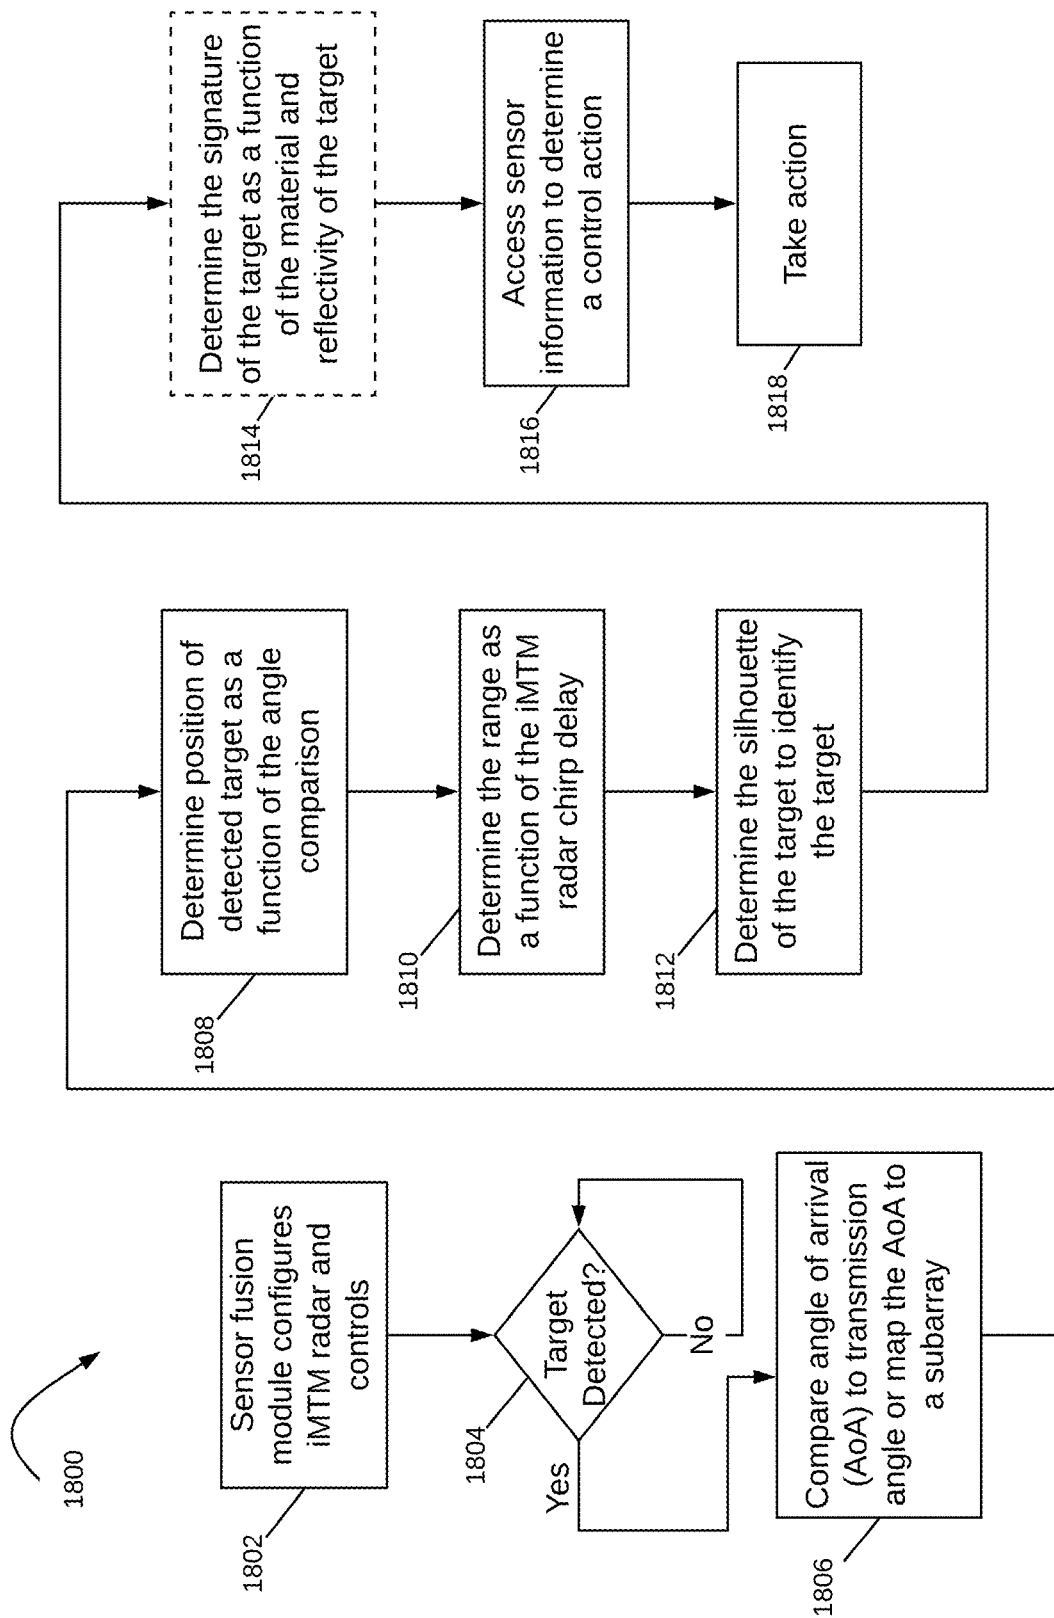 1800
1802
Sensor fusion
module configures
iMTM radar and
controls
1804
Target
Detected?
Yes
No
1806
Compare angle of arrival
(AoA) to transmission
angle or map the AoA to
a subarray
1808
Determine position of
detected target as a
function of the angle
comparison
1810
Determine the range as
a function of the iMTM
radar chirp delay
1812
Determine the silhouette
of the target to identify
the target
1814
Determine the signature
of the target as a function
of the material and
reflectivity of the target
1816
Access sensor
information to determine
a control action
1818
Take action